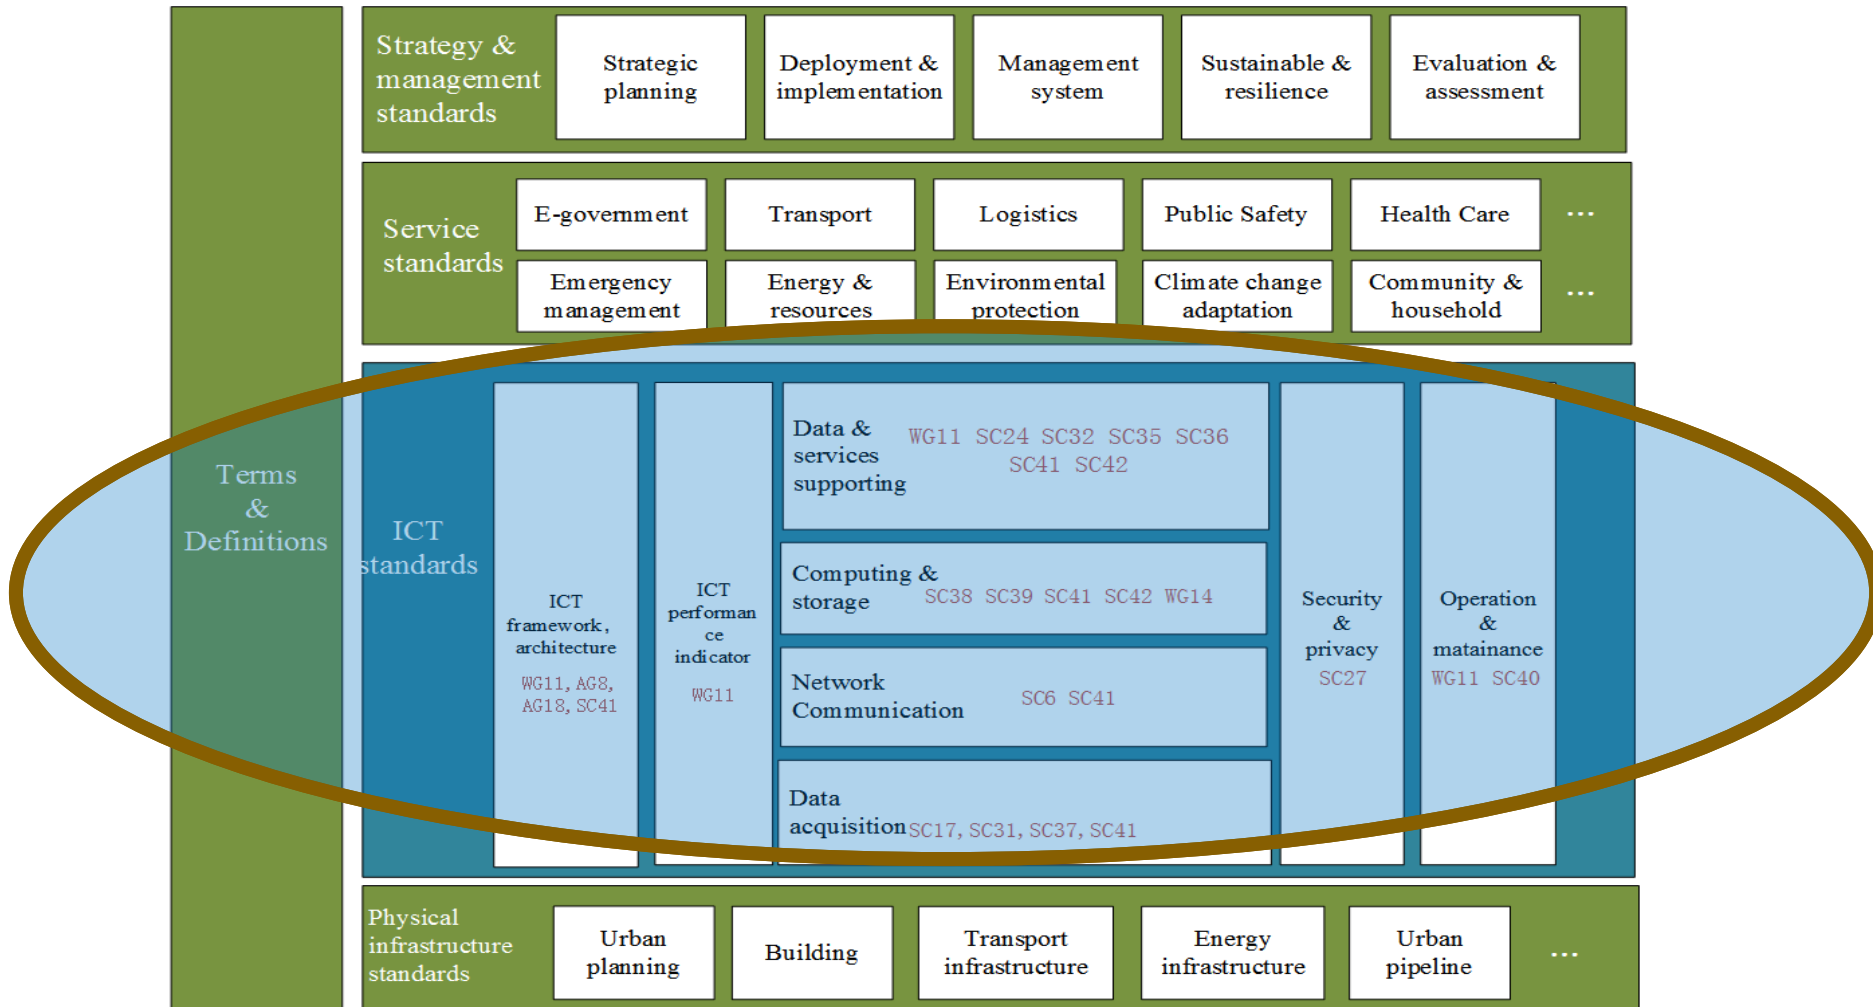 Terms
&
Definitions
Strategy &
management
standards
Strategic
planning
Deployment &
implementation
Management
system
Sustainable &
resilience
Evaluation &
assessment
Service
standards
E-government
Transport
Logistics
Public Safety
Health Care
...
Emergency
management
Energy &
resources
Environmental
protection
Climate change
adaptation
Community &
household
...
ICT
standards
ICT
framework,
architecture
WG11, AG8,
AG18, SC41
ICT
performan
ce
indicator
WG11
Data &
services
supporting
WG11 SC24 SC32 SC35 SC36
SC41 SC42
Computing &
storage
SC38 SC39 SC41 SC42 WG14
Network
Communication
SC6 SC41
Data
acquisition
SC17, SC31, SC37, SC41
Security
&
privacy
SC27
Operation
&
matainance
WG11 SC40
Physical
infrastructure
standards
Urban
planning
Building
Transport
infrastructure
Energy
infrastructure
Urban
pipeline
...